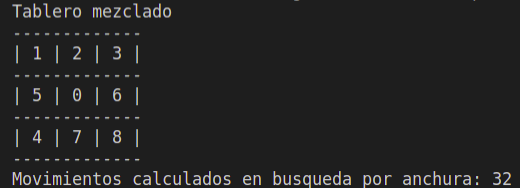 Tablero mezclado
-------------
| 1 | 2 | 3 |
-------------
| 5 | 0 | 6 |
-------------
| 4 | 7 | 8 |
-------------
Movimientos calculados en busqueda por anchura: 32